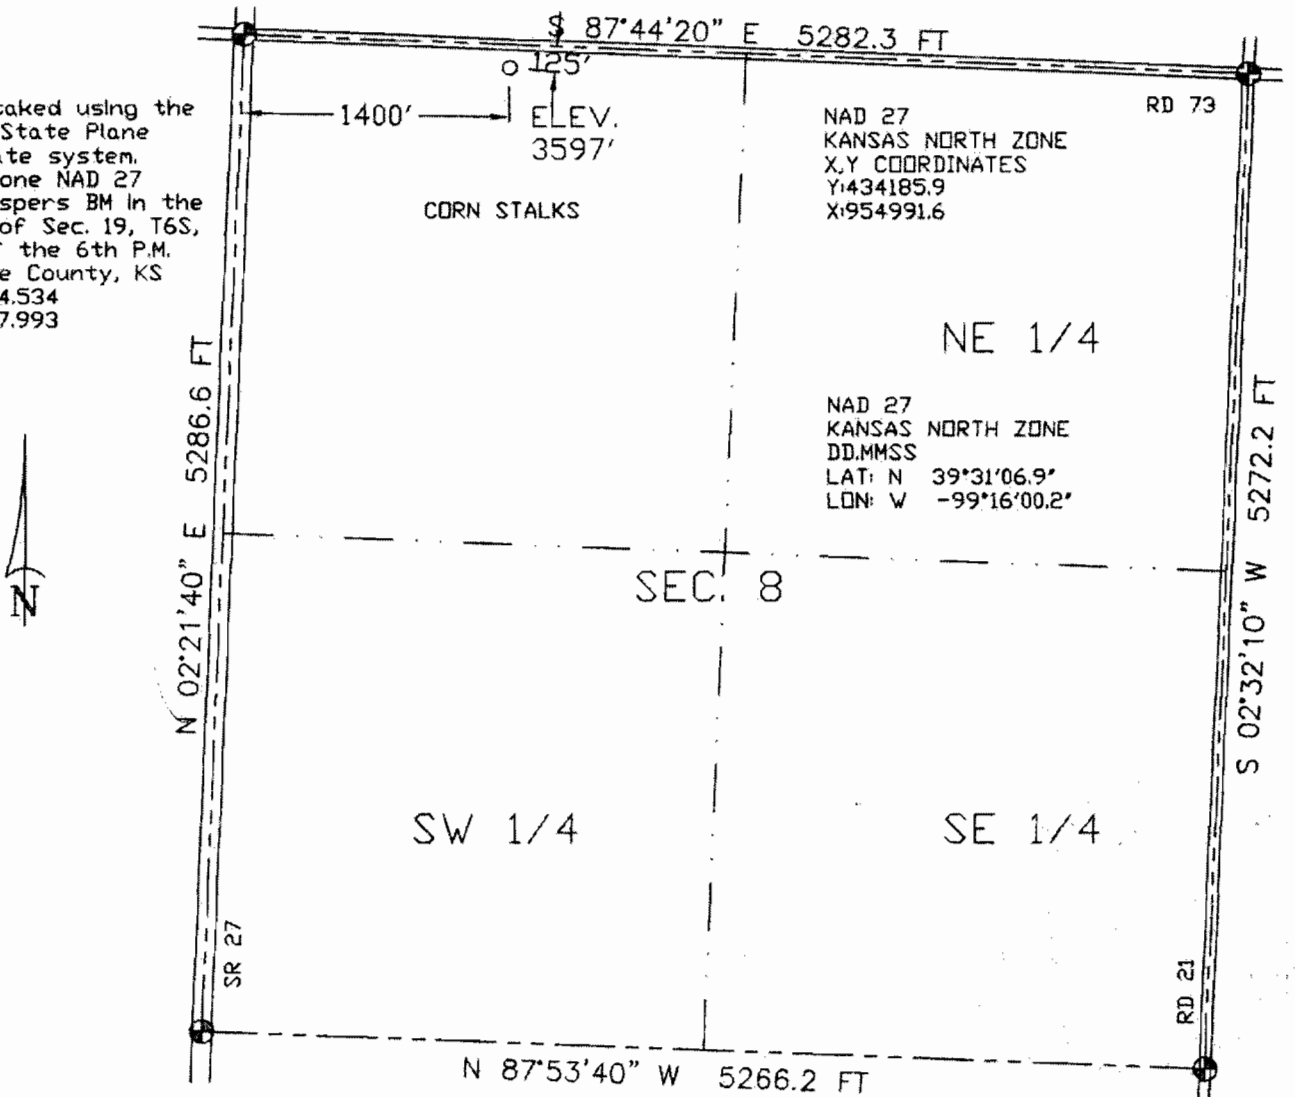 S 87°44'20" E 5282.3 FT
125'
1400'
ELEV.
3597'
CORN STALKS
NAD 27
KANSAS NORTH ZONE
X,Y COORDINATES
Y:434185.9
X:954991.6
RD 73
aked using the
State Plane
te system.
one NAD 27
spers BM in the
of Sec. 19, T6S,
the 6th P.M.
e County, KS
4.534
7.993
NE 1/4
NAD 27
KANSAS NORTH ZONE
DD.MMSS
LAT: N 39°31'06.9"
LON: W -99°16'00.2"
N 02°21'40" E 5286.6 FT
S 02°32'10" W 5272.2 FT
N
SEC. 8
SW 1/4
SE 1/4
SR 27
RD 21
N 87°53'40" W 5266.2 FT